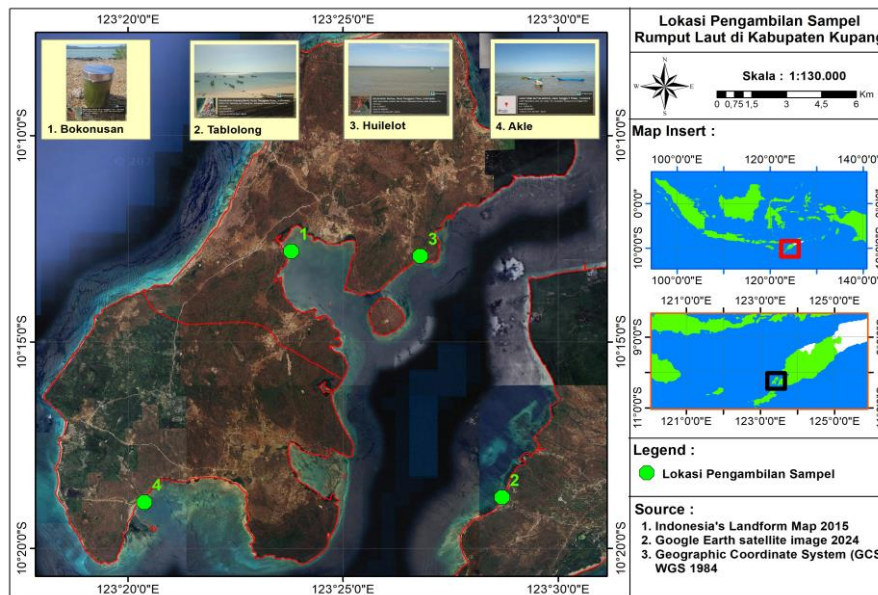 123°20'0"E
123°25'0"E
123°30'0"E
1. Bokonusan
2. Tablolong
3. Huilelot
4. Akle
10°10'0"S
10°15'0"S
10°20'0"S
10°10'0"S
10°15'0"S
10°20'0"S
1
3
2
4
123°20'0"E
123°25'0"E
123°30'0"E
Lokasi Pengambilan Sampel
Rumput Laut di Kabupaten Kupang
N
W
E
S
Skala : 1:130.000
0 0,75 1,5 3 4,5 6
Km
Map Insert :
100°0'0"E
120°0'0"E
140°0'0"E
0°0'0"
10°0'0"S
0°0'0"
100°0'0"E
120°0'0"E
140°0'0"E
121°0'0"E
123°0'0"E
125°0'0"E
9°0'0"S
11°0'0"S
121°0'0"E
123°0'0"E
125°0'0"E
Legend :
Lokasi Pengambilan Sampel
Source :
1. Indonesia's Landform Map 2015
2. Google Earth satellite image 2024
3. Geographic Coordinate System (GCS
WGS 1984